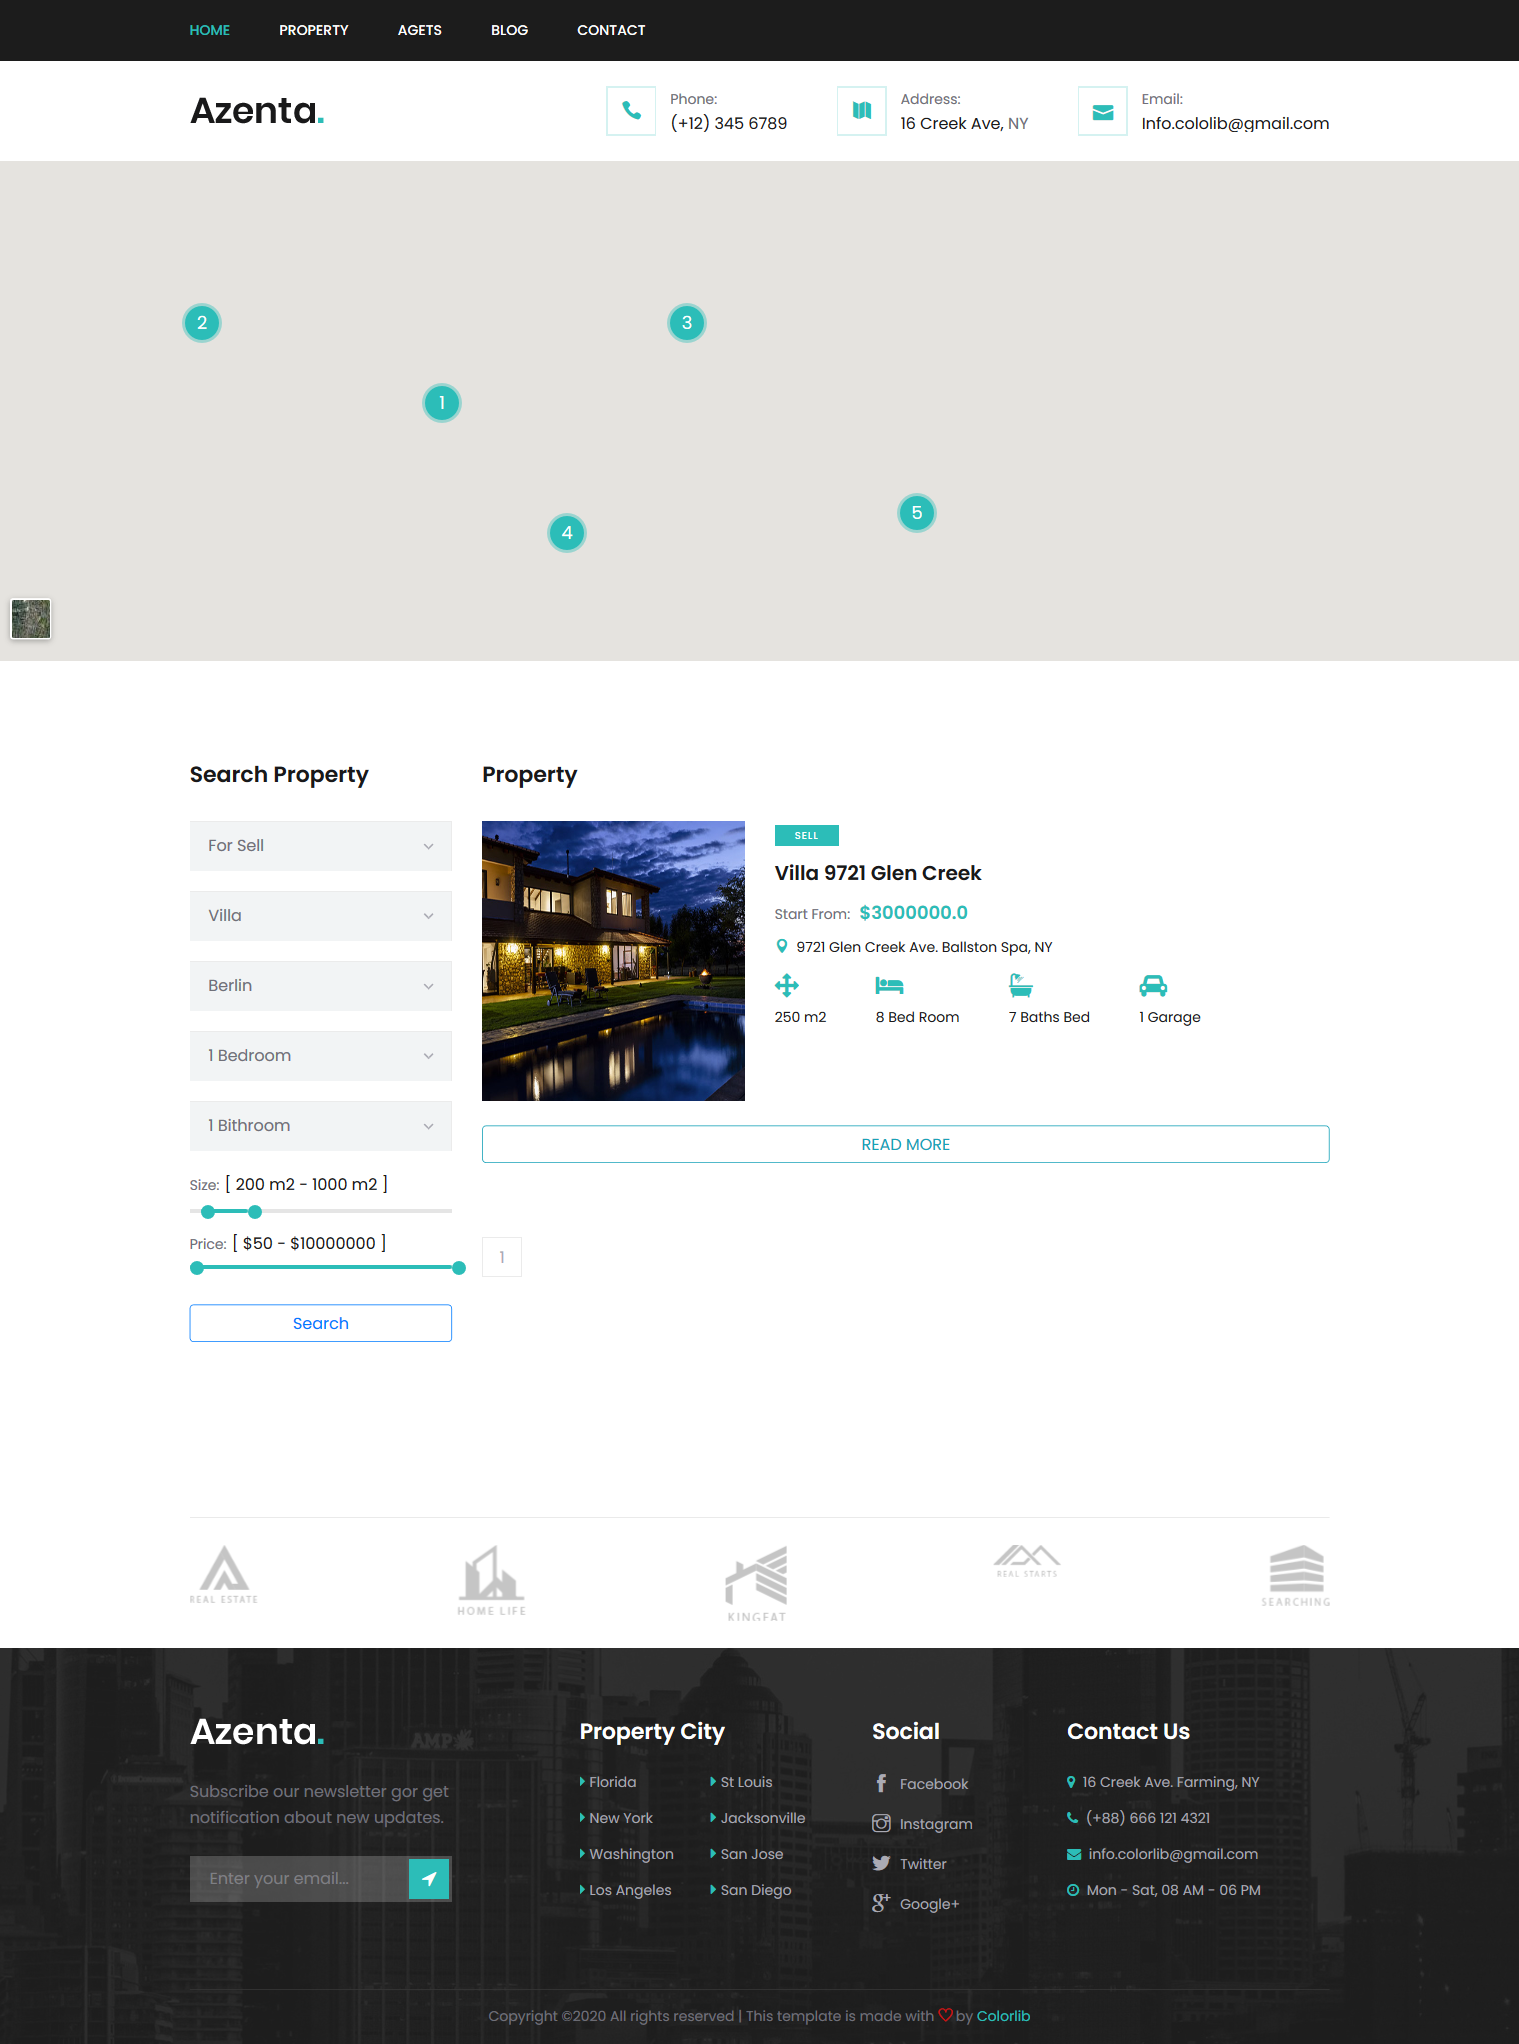 HOME PROPERTY AGETS BLOG CONTACT
Azenta.
Phone:
(+12) 345 6789
Address:
16 Creek Ave, NY
Email:
Info.cololib@gmail.com
2
3
1
4
5
Search Property
For Sell
Villa
Berlin
1 Bedroom
1 Bithroom
Size: [ 200 m2 - 1000 m2 ]
Price: [ $50 - $10000000 ]
Search
Property
SELL
Villa 9721 Glen Creek
Start From: $3000000.0
9721 Glen Creek Ave. Ballston Spa, NY
250 m2 8 Bed Room 7 Baths Bed 1 Garage
READ MORE
1
REAL ESTATE
HOME LIFE
KINGFAT
REAL STARTS
SEARCHING
AMP
Azenta.
Subscribe our newsletter gor get
notification about new updates.
Enter your email...
Property City
Florida
New York
Washington
Los Angeles
St Louis
Jacksonville
San Jose
San Diego
Social
Facebook
Instagram
Twitter
Google+
Contact Us
16 Creek Ave. Farming, NY
(+88) 666 121 4321
info.colorlib@gmail.com
Mon - Sat, 08 AM - 06 PM
Copyright ©2020 All rights reserved | This template is made with ♡ by Colorlib